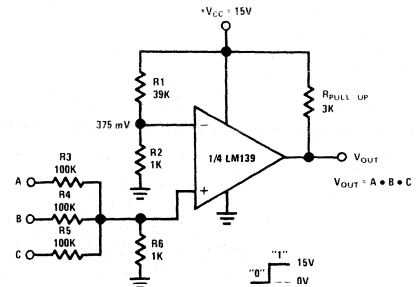 +VCC = 15V
R1
39K
RPULL UP
3K
375 mV
−
R3
100K
R2
1K
1/4 LM139
VOUT
A
R4
100K
+
VOUT = A • B • C
B
R5
100K
C
R6
1K
"1"
15V
"0"
0V